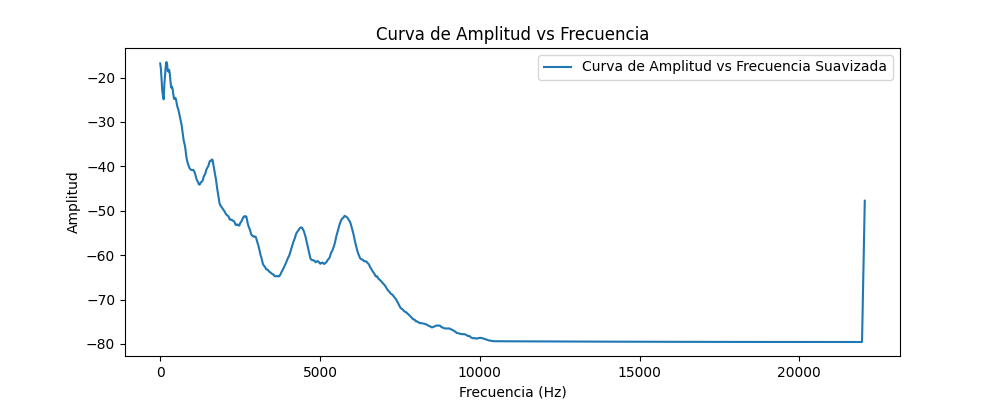 Curva de Amplitud vs Frecuencia
Curva de Amplitud vs Frecuencia Suavizada
Amplitud
−20
−30
−40
−50
−60
−70
−80
0 5000 10000 15000 20000
Frecuencia (Hz)